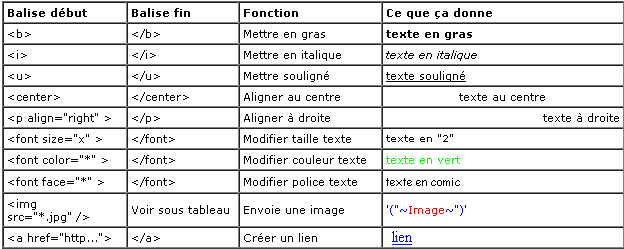 Balise début Balise fin Fonction Ce que ça donne
<b> </b> Mettre en gras texte en gras
<i> </i> Mettre en italique texte en italique
<u> </u> Mettre souligné texte souligné
<center> </center> Aligner au centre texte au centre
<p align="right" > </p> Aligner à droite texte à droite
<font size="x" > </font> Modifier taille texte texte en "2"
<font color="*" > </font> Modifier couleur texte texte en vert
<font face="*" > </font> Modifier police texte texte en comic
<img
src="*.jpg" /> Voir sous tableau Envoie une image '("~Image~")'
<a href="http..."> </a> Créer un lien lien